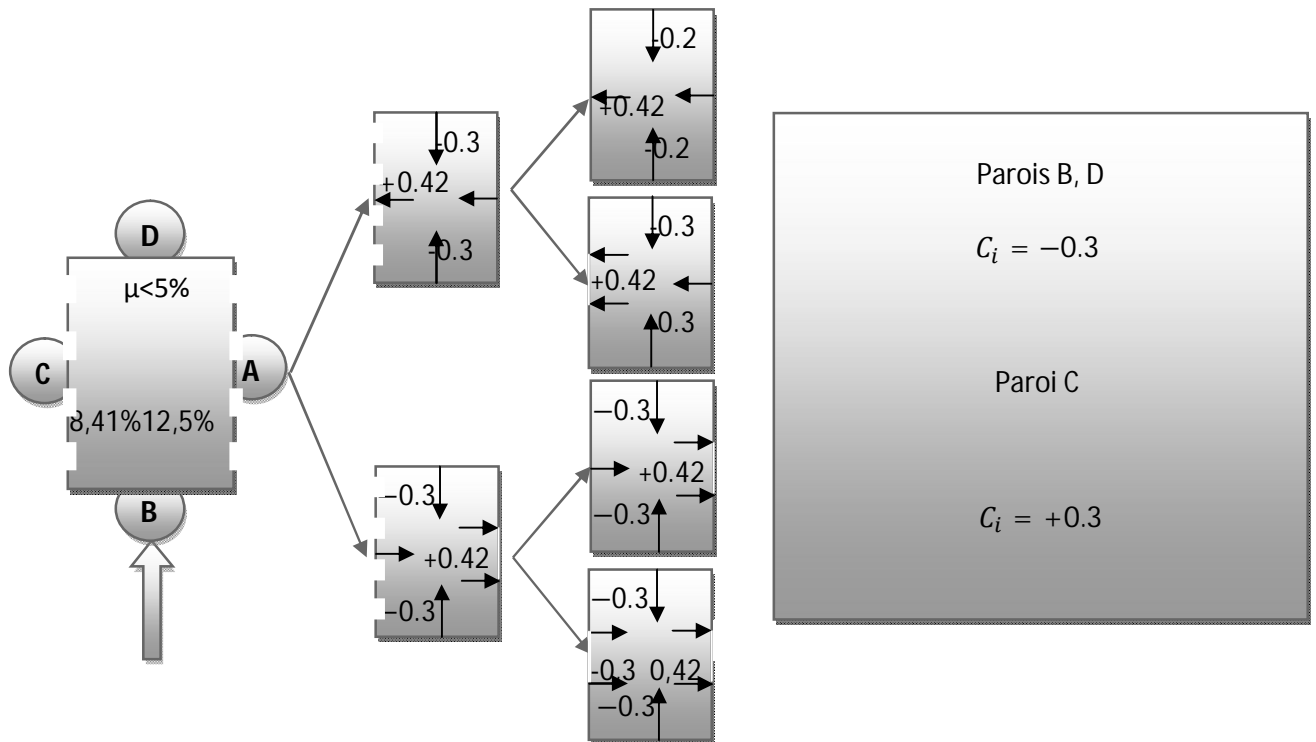 D
µ<5%
C
A
8,41%12,5%
B
-0.3
+0.42
-0.3
−0.3
+0.42
−0.3
-0.2
+0.42
-0.2
-0.3
+0.42
0.3
−0.3
+0.42
−0.3
−0.3
-0.3 0,42
−0.3
Parois B, D
C𝑖 = −0.3
Paroi C
C𝑖 = +0.3